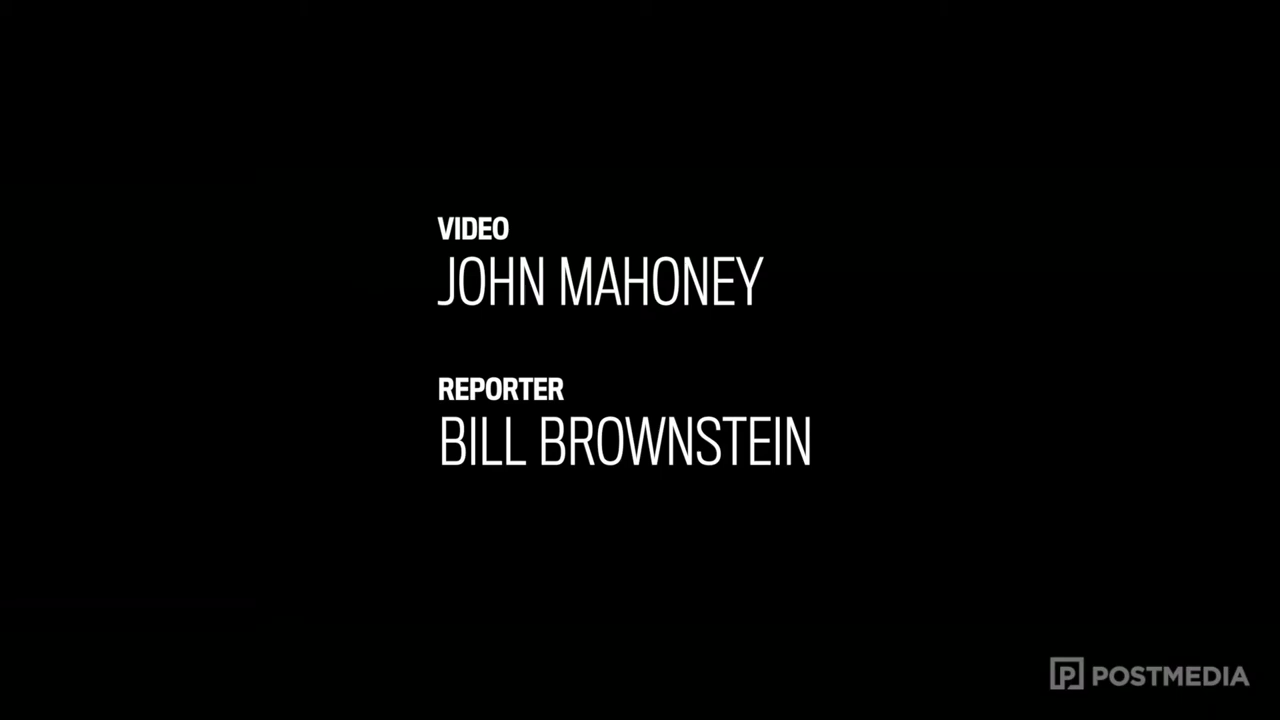 VIDEO
JOHN MAHONEY
REPORTER
BILL BROWNSTEIN
P POSTMEDIA